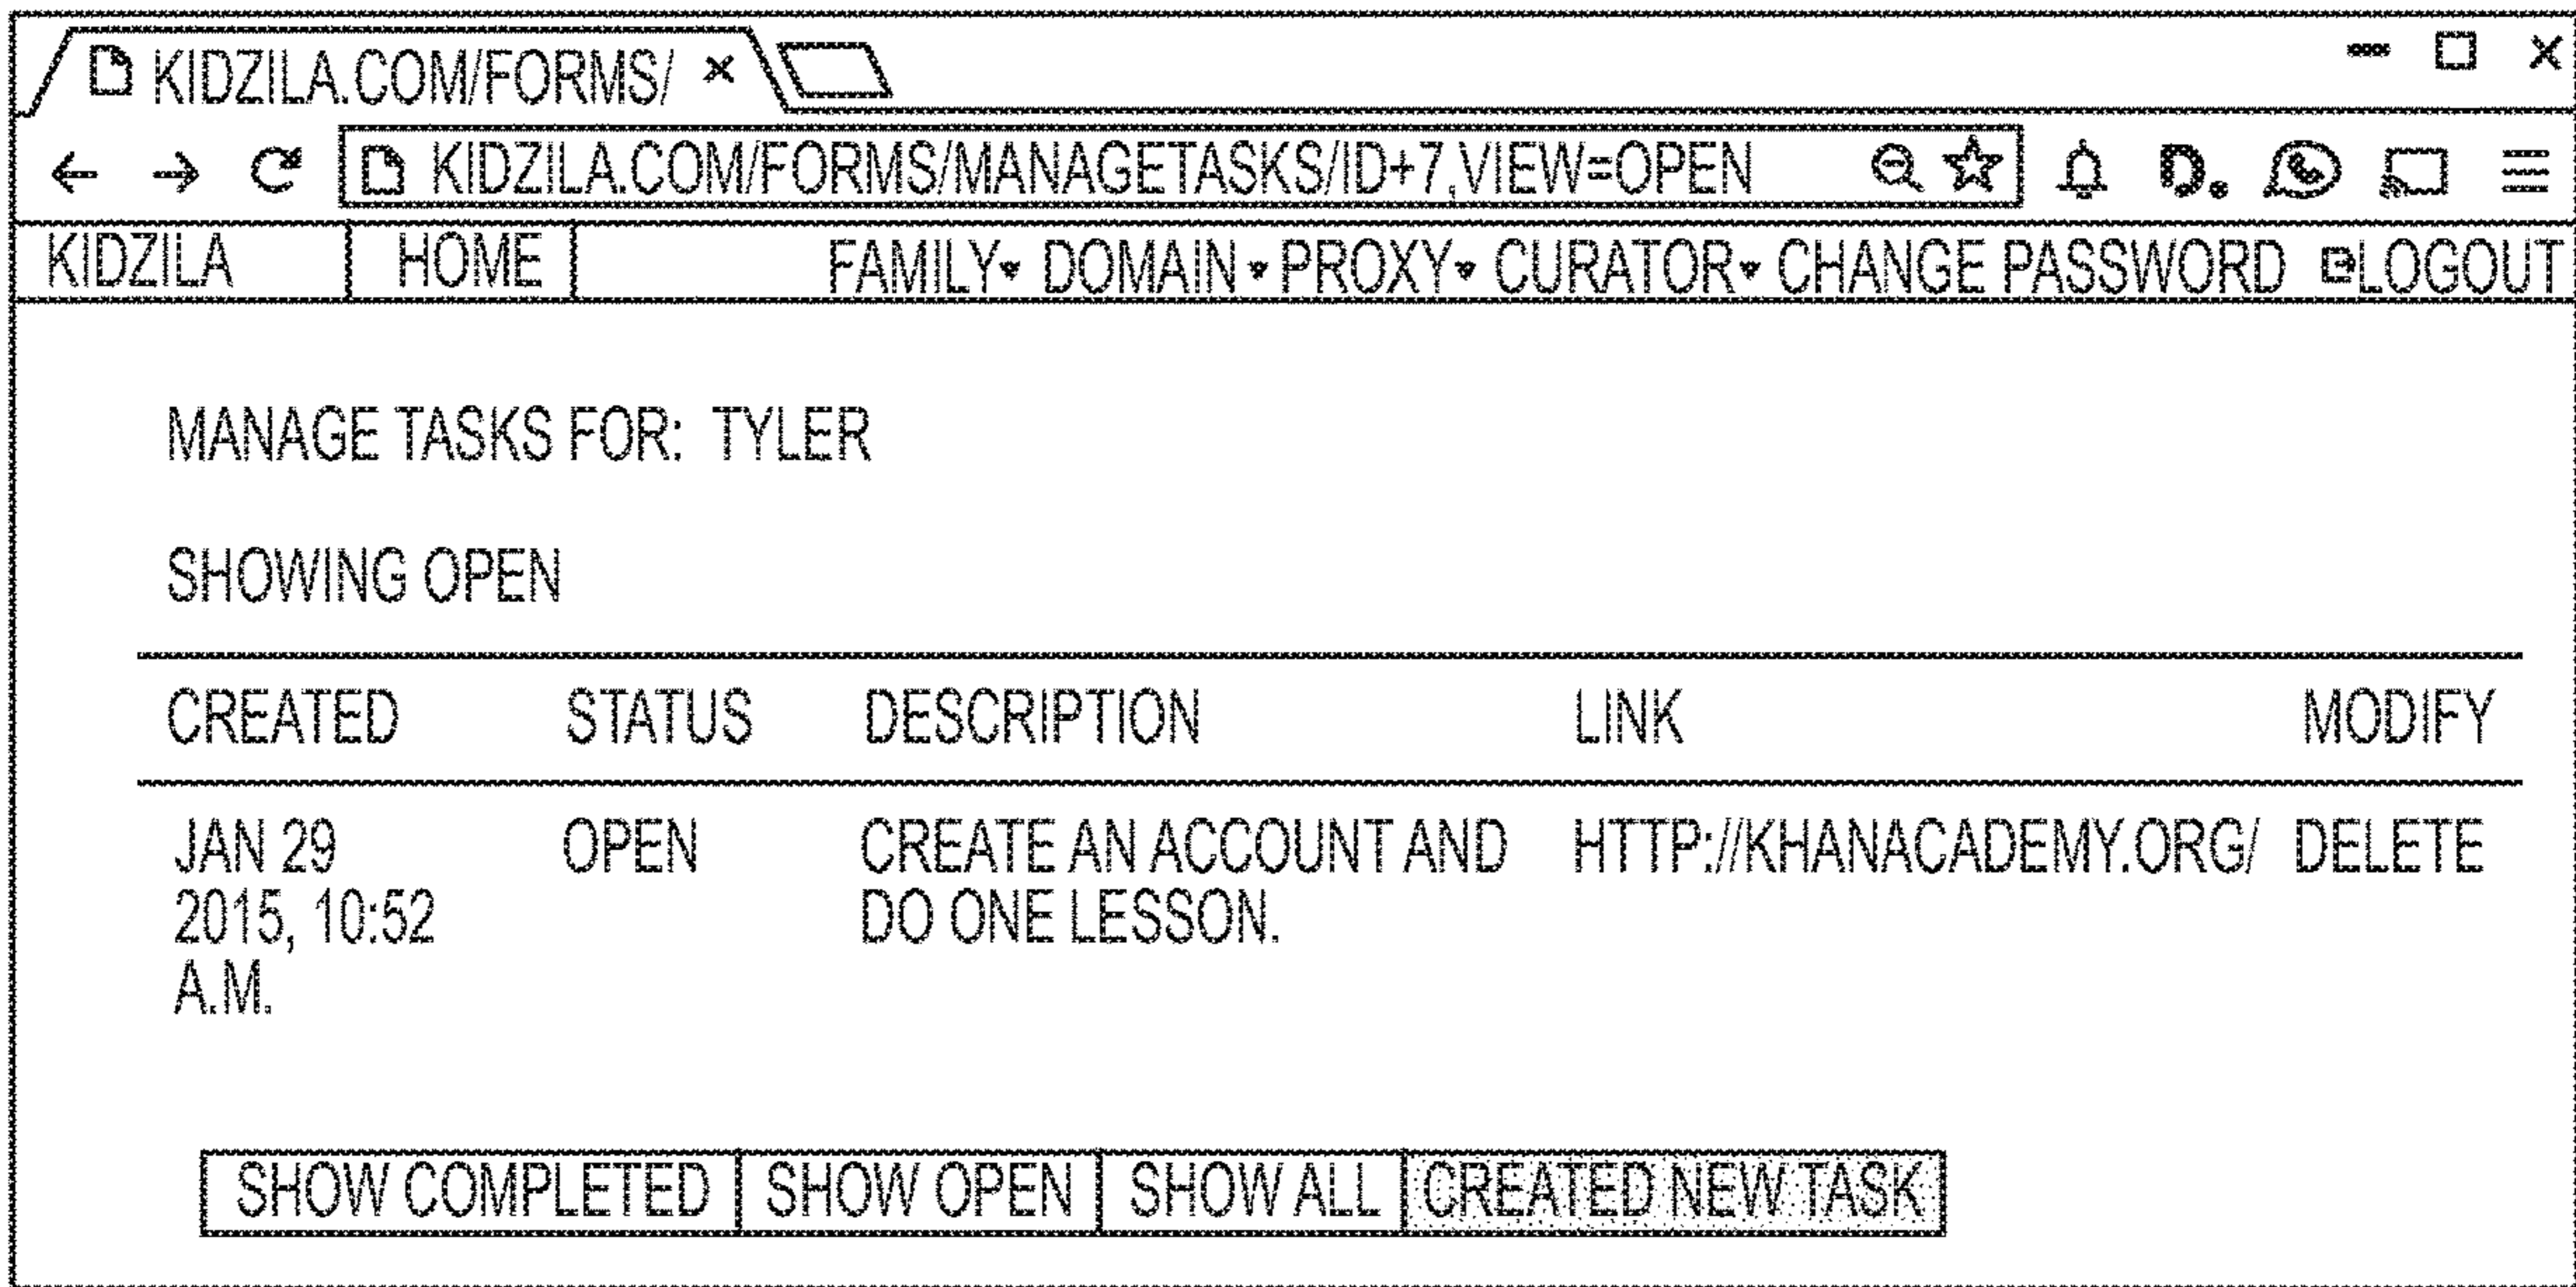 KIDZILA.COM/FORMS/
KIDZILA.COM/FORMS/MANAGETASKS/ID+7,VIEW=OPEN
KIDZILA HOME FAMILY DOMAIN PROXY CURATOR CHANGE PASSWORD LOGOUT
MANAGE TASKS FOR: TYLER
SHOWING OPEN
CREATED STATUS DESCRIPTION LINK MODIFY
JAN 29 OPEN CREATE AN ACCOUNT AND HTTP://KHANACADEMY.ORG/ DELETE
2015, 10:52 DO ONE LESSON.
A.M.
SHOW COMPLETED SHOW OPEN SHOW ALL CREATED NEW TASK